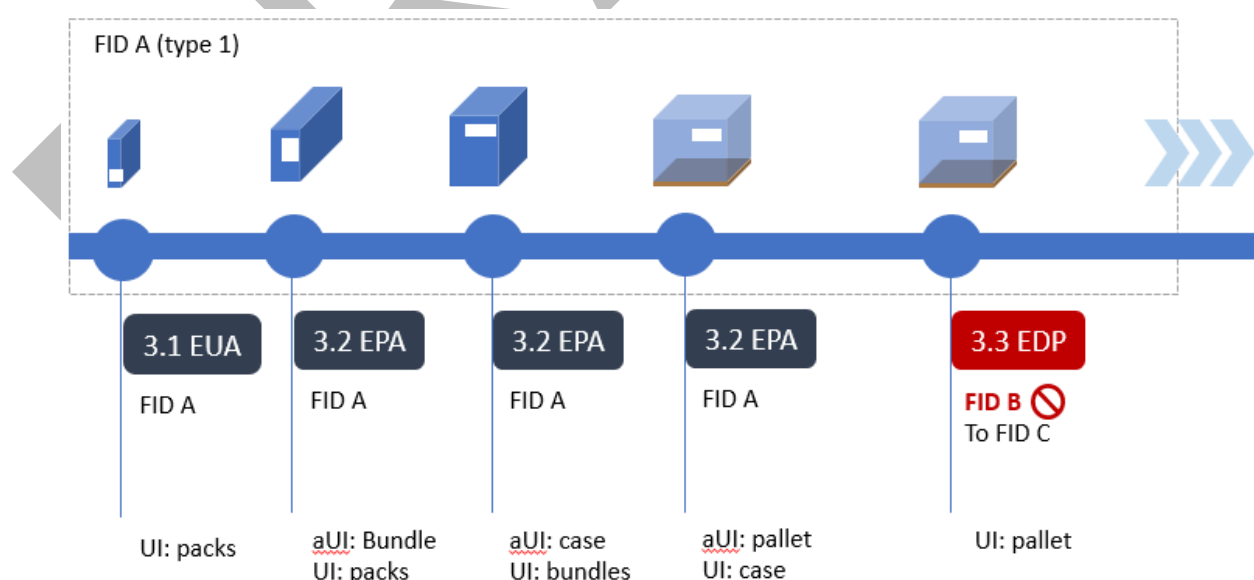 FID A (type 1)
3.1 EUA
3.2 EPA
3.2 EPA
3.2 EPA
3.3 EDP
FID A
FID A
FID A
FID A
FID B
To FID C
UI: packs
aUI: Bundle
UI: packs
aUI: case
UI: bundles
aUI: pallet
UI: case
UI: pallet